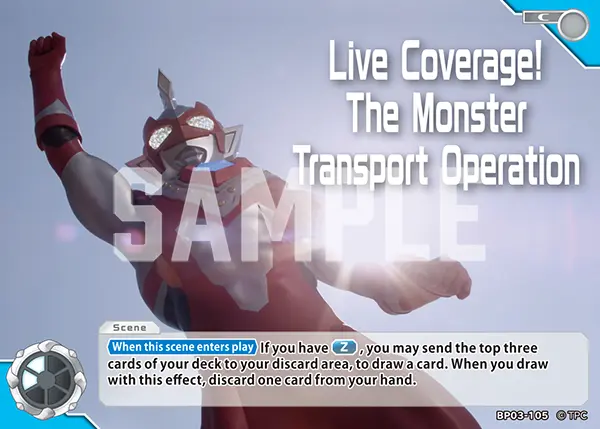 C
Live Coverage!
The Monster
Transport Operation
SAMPLE
Scene
When this scene enters play If you have Z , you may send the top three
cards of your deck to your discard area, to draw a card. When you draw
with this effect, discard one card from your hand.
BP03-105 © TPC